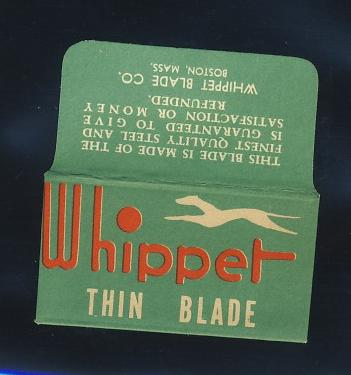 THIS BLADE IS MADE OF THE
FINEST QUALITY STEEL AND
IS GUARANTEED TO GIVE
SATISFACTION OR MONEY
REFUNDED.
WHIPPET BLADE CO.
BOSTON, MASS.
Whippet
THIN BLADE